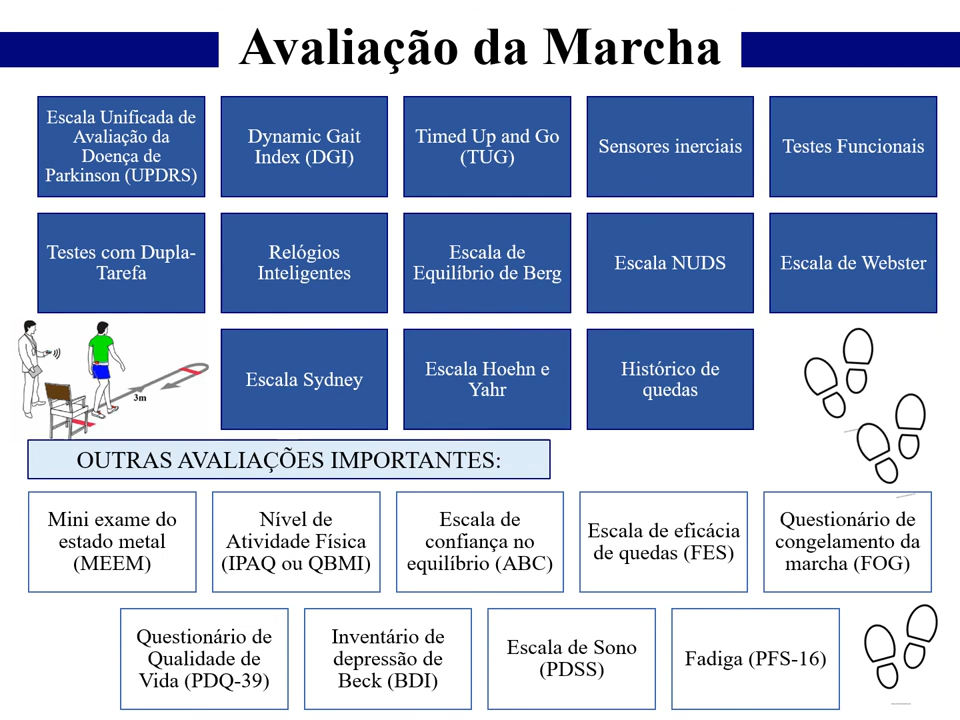 Avaliação da Marcha
Escala Unificada de
Avaliação da
Doença de
Parkinson (UPDRS)
Dynamic Gait
Index (DGI)
Timed Up and Go
(TUG)
Sensores inerciais
Testes Funcionais
Testes com Dupla-
Tarefa
Relógios
Inteligentes
Escala de
Equilíbrio de Berg
Escala NUDS
Escala de Webster
3m
Escala Sydney
Escala Hoehn e
Yahr
Histórico de
quedas
OUTRAS AVALIAÇÕES IMPORTANTES:
Mini exame do
estado metal
(MEEM)
Nível de
Atividade Física
(IPAQ ou QBMI)
Escala de
confiança no
equilíbrio (ABC)
Escala de eficácia
de quedas (FES)
Questionário de
congelamento da
marcha (FOG)
Questionário de
Qualidade de
Vida (PDQ-39)
Inventário de
depressão de
Beck (BDI)
Escala de Sono
(PDSS)
Fadiga (PFS-16)